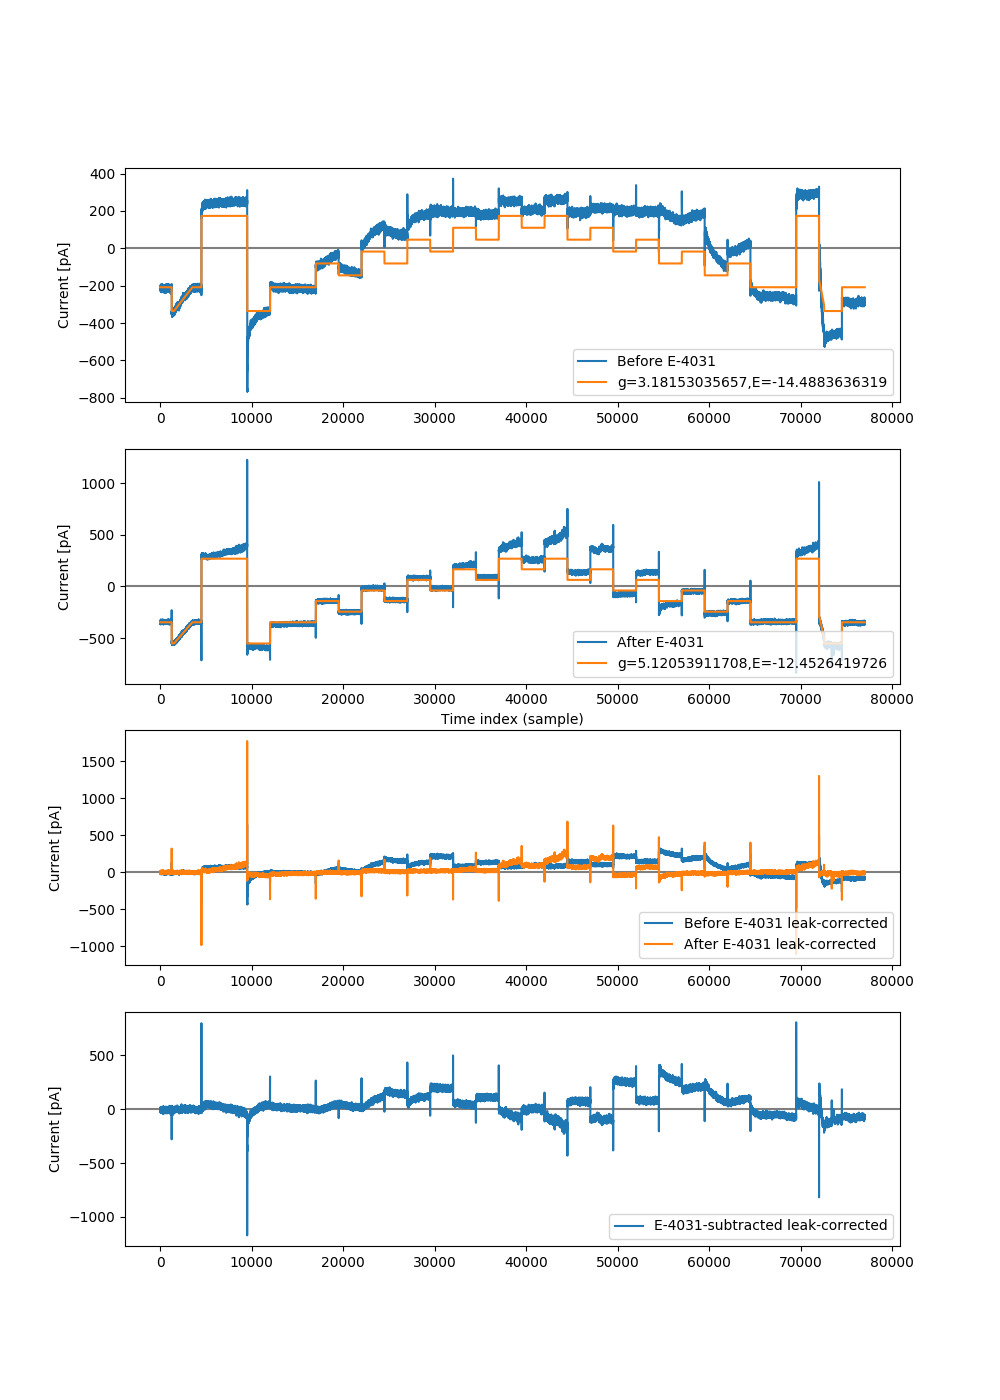 400
200
0
−200
−400
−600
−800
Current [pA]
Before E-4031
g=3.18153035657,E=-14.4883636319
0 10000 20000 30000 40000 50000 60000 70000 80000
1000
500
0
−500
Current [pA]
After E-4031
g=5.12053911708,E=-12.4526419726
0 10000 20000 30000 40000 50000 60000 70000 80000
Time index (sample)
1500
1000
500
0
−500
−1000
Current [pA]
Before E-4031 leak-corrected
After E-4031 leak-corrected
0 10000 20000 30000 40000 50000 60000 70000 80000
500
0
−500
−1000
Current [pA]
E-4031-subtracted leak-corrected
0 10000 20000 30000 40000 50000 60000 70000 80000